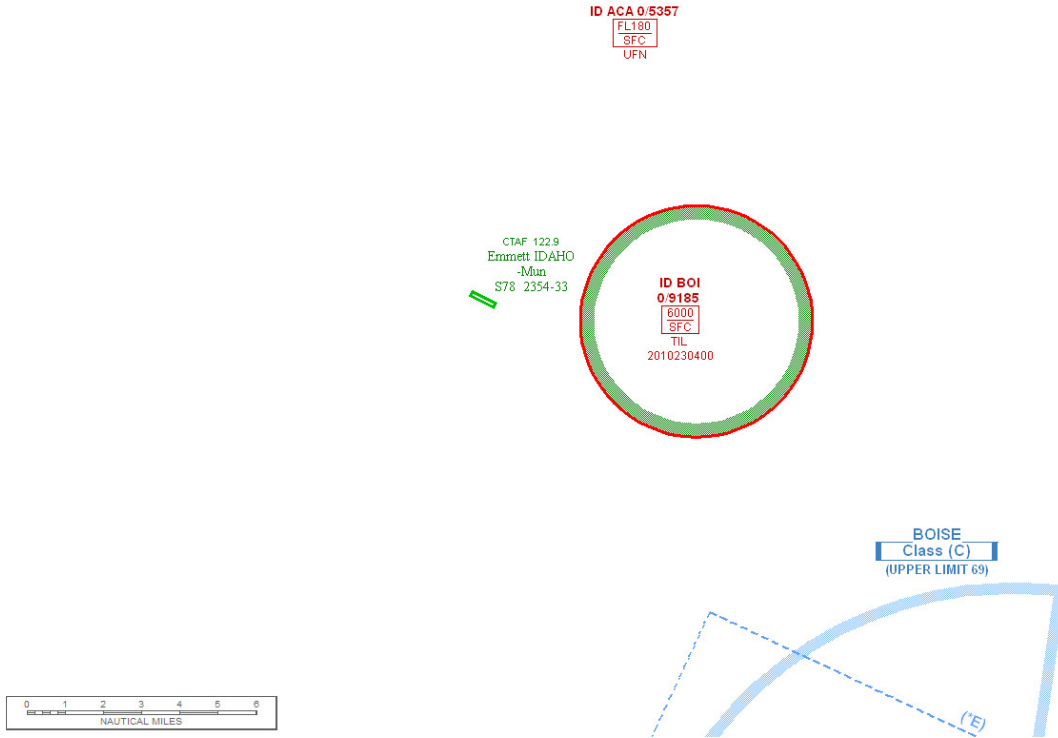 ID ACA 0/5357
FL180
SFC
UFN
CTAF 122.9
Emmett IDAHO
-Mun
S78 2354-33
ID BOI
0/9185
6000
SFC
TIL
2010230400
BOISE
Class (C)
(UPPER LIMIT 69)
(*E)
0 1 2 3 4 5 6
NAUTICAL MILES